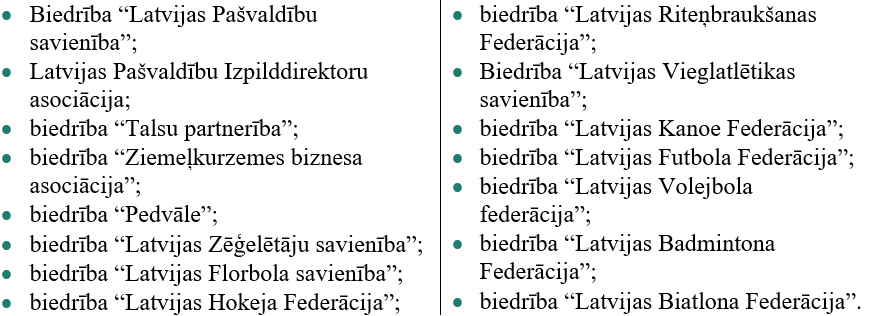 ● Biedrība “Latvijas Pašvaldību
savienība”;
● Latvijas Pašvaldību Izpilddirektoru
asociācija;
● biedrība “Talsu partnerība”;
● biedrība “Ziemeļkurzemes biznesa
asociācija”;
● biedrība “Pedvāle”;
● biedrība “Latvijas Zēģelētāju savienība”;
● biedrība “Latvijas Florbola savienība”;
● biedrība “Latvijas Hokeja Federācija”;
● biedrība “Latvijas Riteņbraukšanas
Federācija”;
● Biedrība “Latvijas Vieglatlētikas
savienība”;
● biedrība “Latvijas Kanoe Federācija”;
● biedrība “Latvijas Futbola Federācija”;
● biedrība “Latvijas Volejbola
federācija”;
● biedrība “Latvijas Badmintona
Federācija”;
● biedrība “Latvijas Biatlona Federācija”.